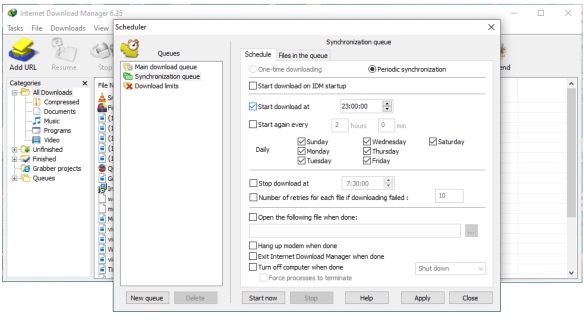 Internet Download Manager 6.35
Tasks File Downloads View
Scheduler
Add URL
Resume
Stop
Categories
All Downloads
Compressed
Documents
Music
Programs
Video
Unfinished
Finished
Grabber projects
Queues
File N
Queues
Main download queue
Synchronization queue
Download limits
New queue
Delete
Synchronization queue
Schedule
Files in the queue
One-time downloading
Periodic synchronization
Start download on IDM startup
Start download at 23:00:00
Start again every 2 hours 0 min
Daily
Sunday Wednesday Saturday
Monday Thursday
Tuesday Friday
Stop download at 7:30:00
Number of retries for each file if downloading failed : 10
Open the following file when done:
...
Hang up modem when done
Exit Internet Download Manager when done
Turn off computer when done
Shut down
Force processes to terminate
Start now
Stop
Help
Apply
Close